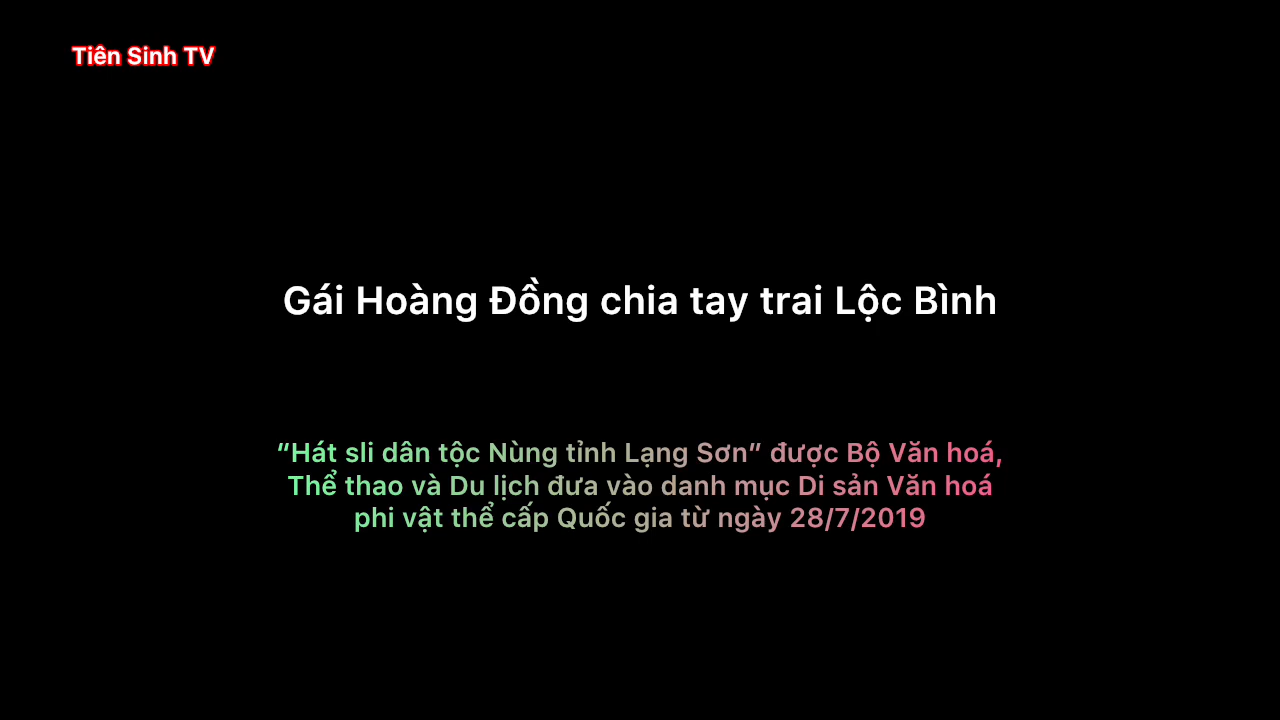 Tiên Sinh TV
Gái Hoàng Đồng chia tay trai Lộc Bình
“Hát sli dân tộc Nùng tỉnh Lạng Sơn” được Bộ Văn hoá,
Thể thao và Du lịch đưa vào danh mục Di sản Văn hoá
phi vật thể cấp Quốc gia từ ngày 28/7/2019